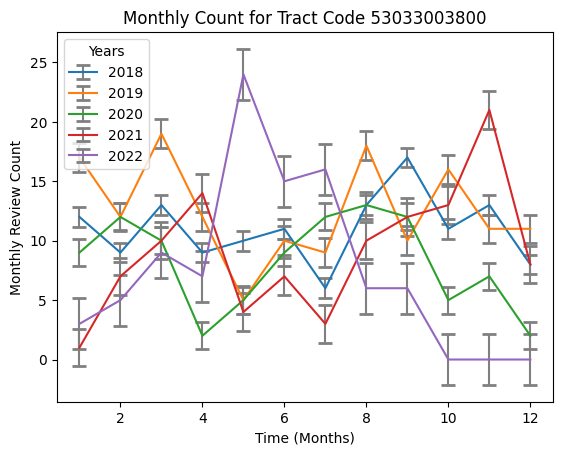 Monthly Count for Tract Code 53033003800
Years
2018
2019
2020
2021
2022
25
20
15
10
5
0
Monthly Review Count
2 4 6 8 10 12
Time (Months)